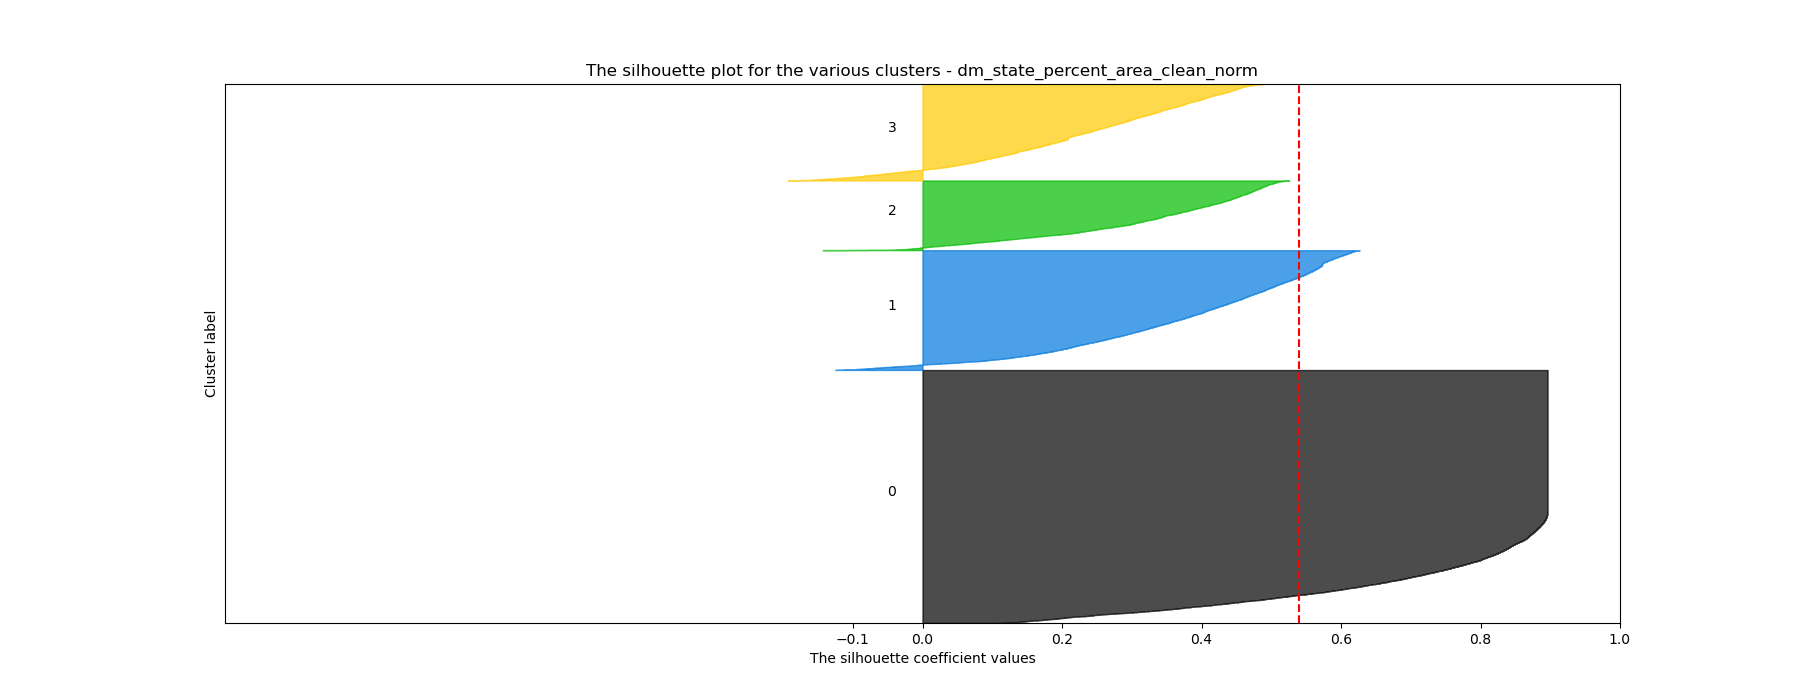 The silhouette plot for the various clusters - dm_state_percent_area_clean_norm
3
2
1
0
Cluster label
−0.1 0.0 0.2 0.4 0.6 0.8 1.0
The silhouette coefficient values